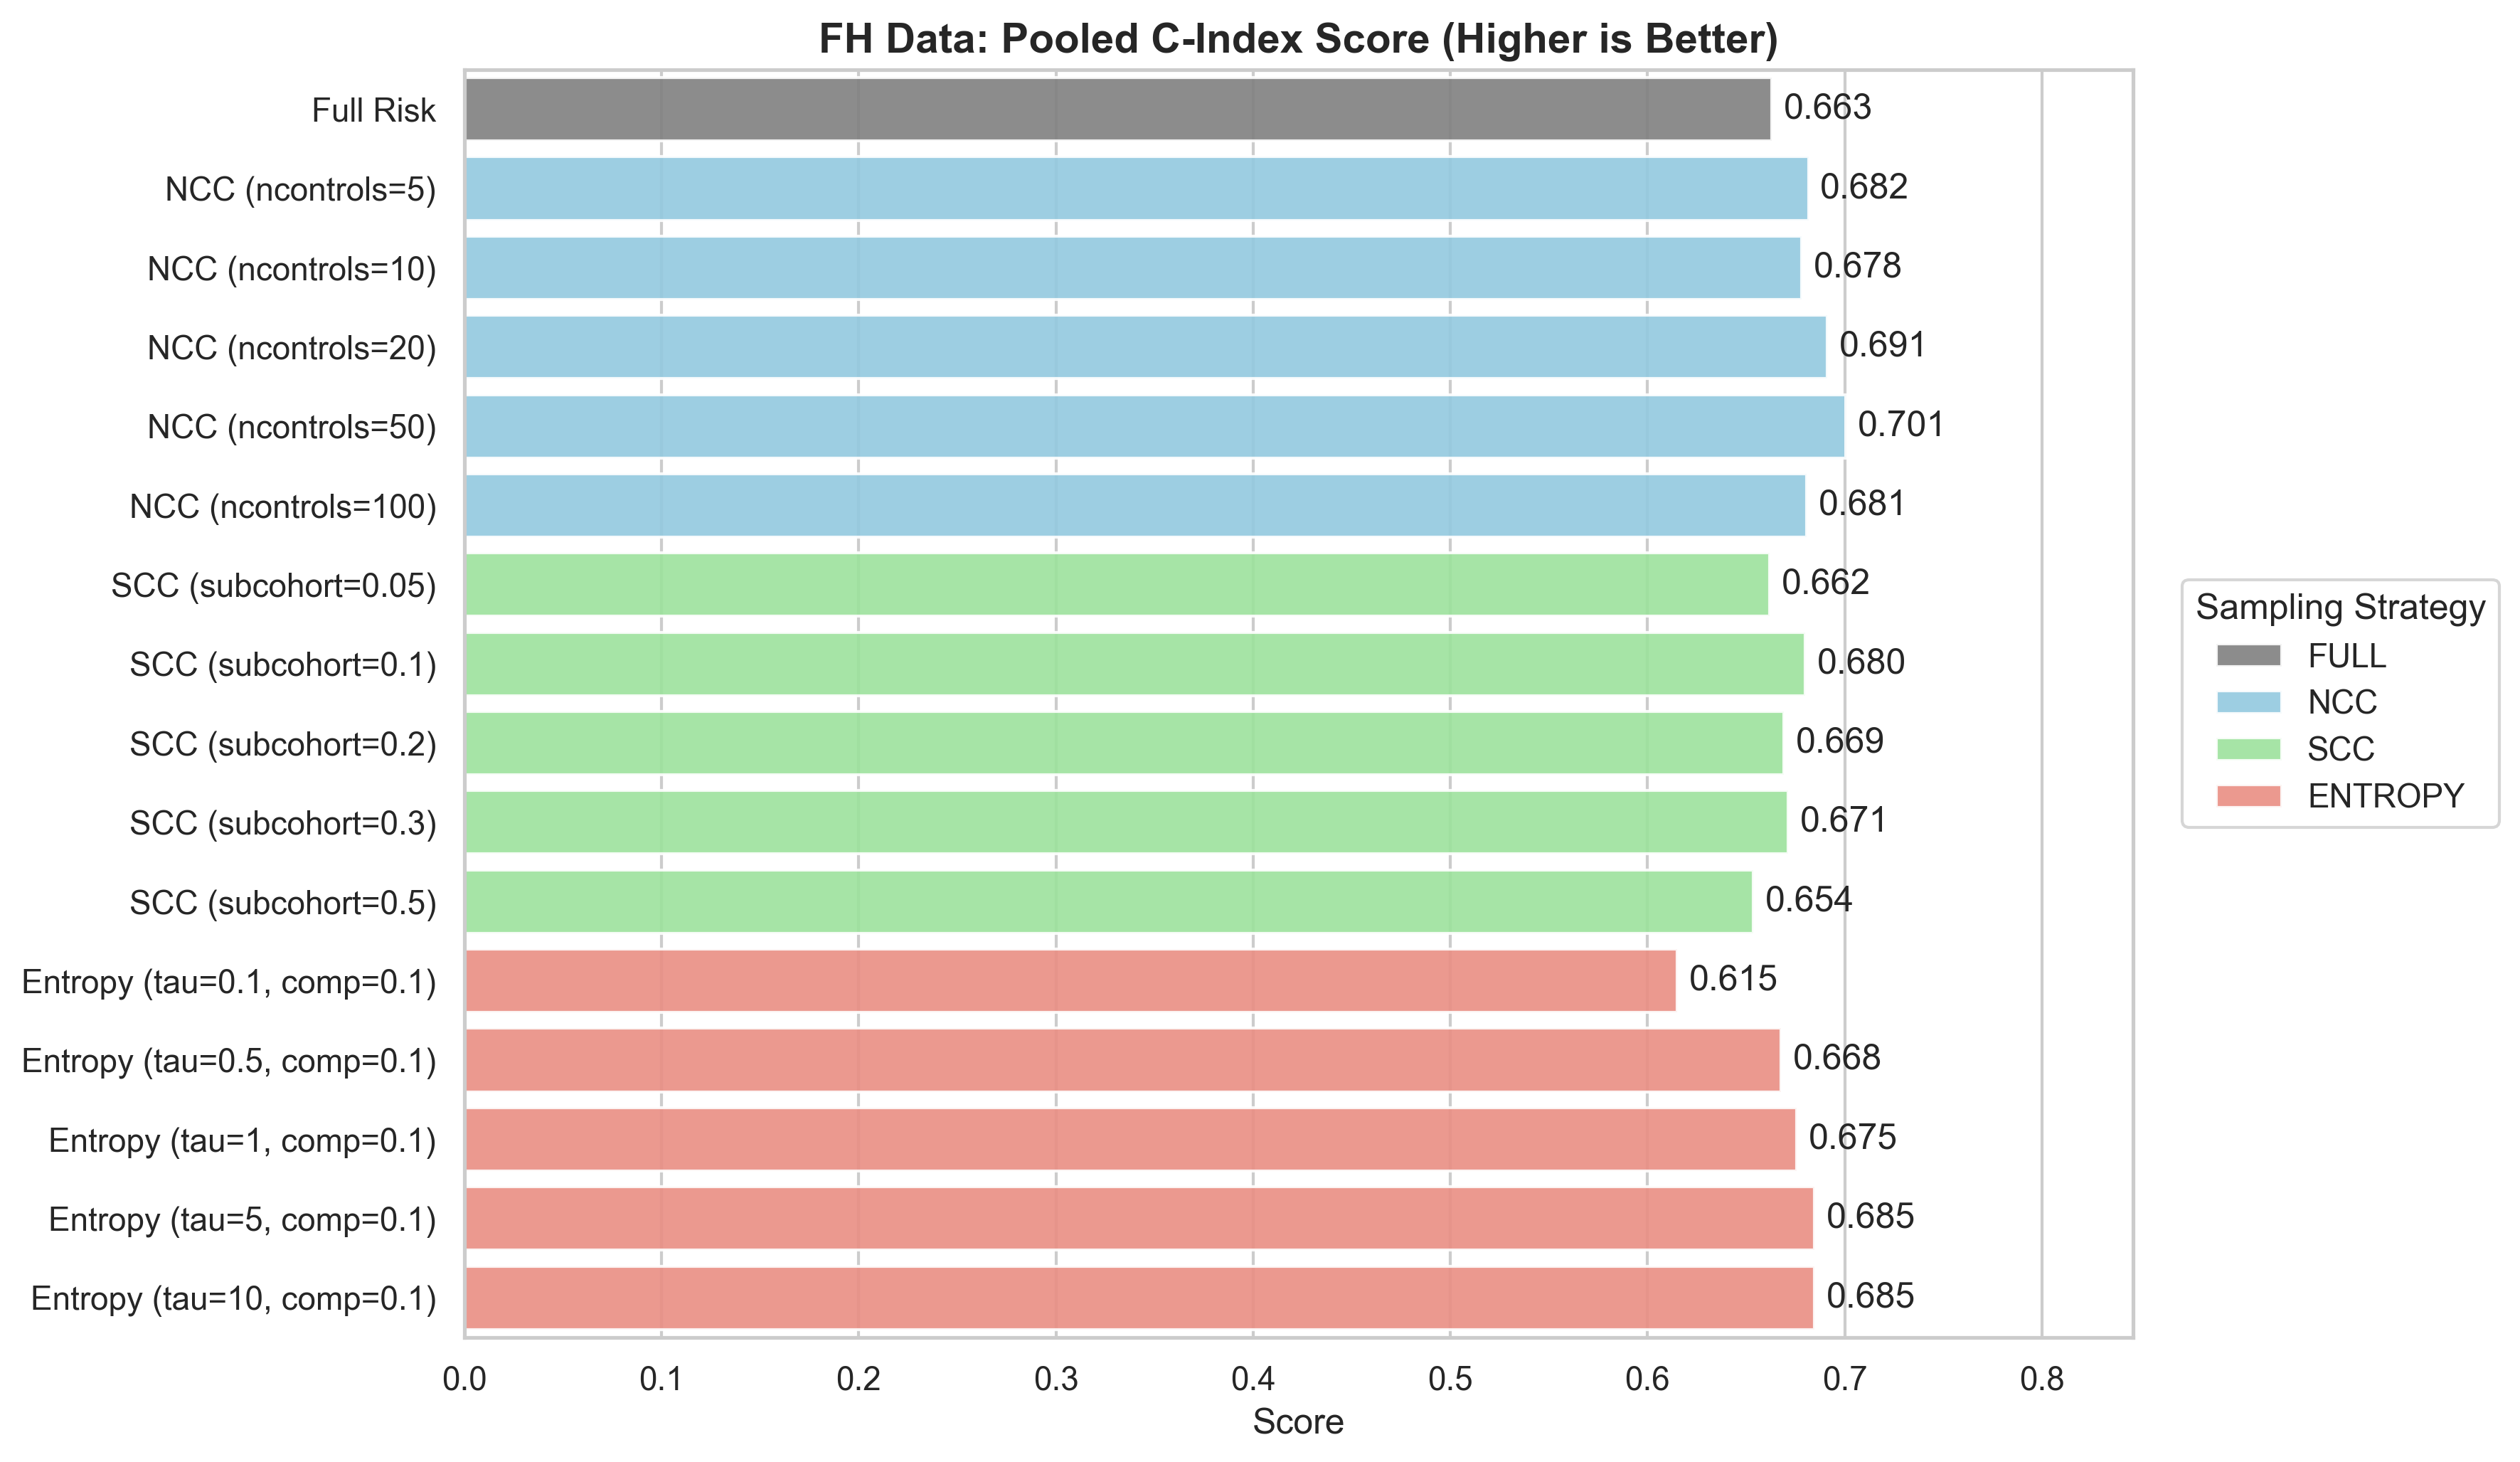 FH Data: Pooled C-Index Score (Higher is Better)
Full Risk 0.663
NCC (ncontrols=5) 0.682
NCC (ncontrols=10) 0.678
NCC (ncontrols=20) 0.691
NCC (ncontrols=50) 0.701
NCC (ncontrols=100) 0.681
SCC (subcohort=0.05) 0.662
SCC (subcohort=0.1) 0.680
SCC (subcohort=0.2) 0.669
SCC (subcohort=0.3) 0.671
SCC (subcohort=0.5) 0.654
Entropy (tau=0.1, comp=0.1) 0.615
Entropy (tau=0.5, comp=0.1) 0.668
Entropy (tau=1, comp=0.1) 0.675
Entropy (tau=5, comp=0.1) 0.685
Entropy (tau=10, comp=0.1) 0.685
0.0 0.1 0.2 0.3 0.4 0.5 0.6 0.7 0.8
Score
Sampling Strategy
FULL
NCC
SCC
ENTROPY